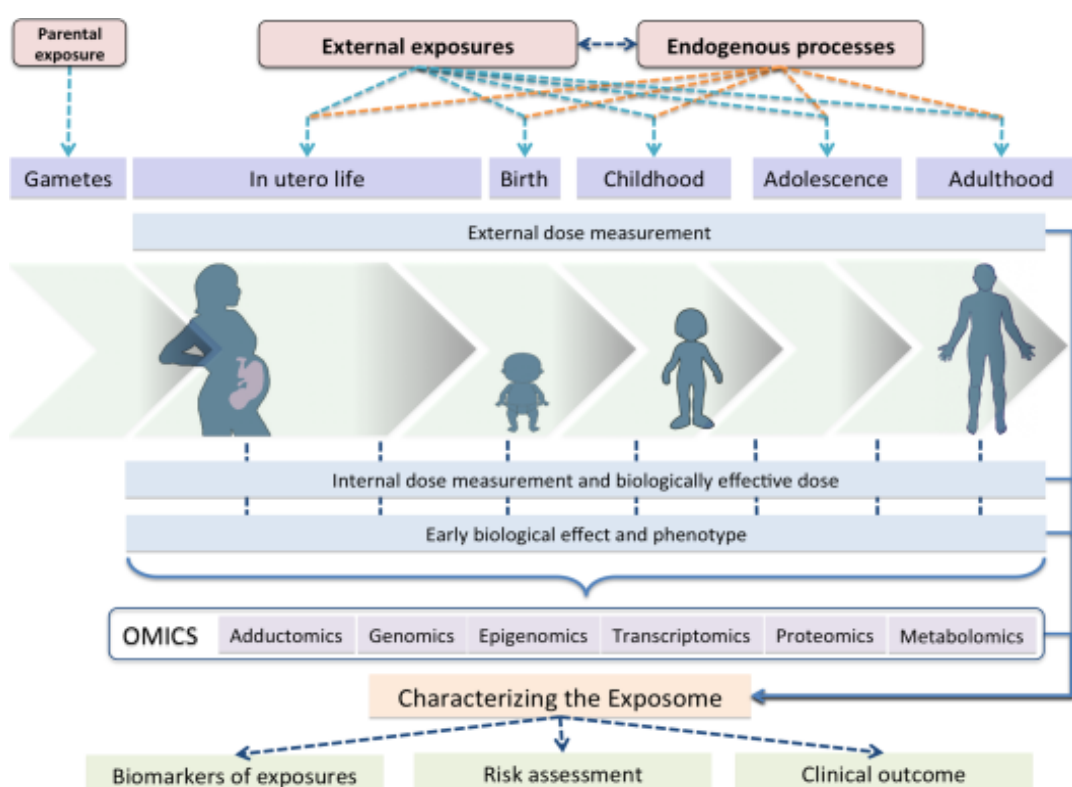 Parental
exposure
External exposures
Endogenous processes
Gametes
In utero life
Birth
Childhood
Adolescence
Adulthood
External dose measurement
Internal dose measurement and biologically effective dose
Early biological effect and phenotype
OMICS
Adductomics
Genomics
Epigenomics
Transcriptomics
Proteomics
Metabolomics
Characterizing the Exposome
Biomarkers of exposures
Risk assessment
Clinical outcome